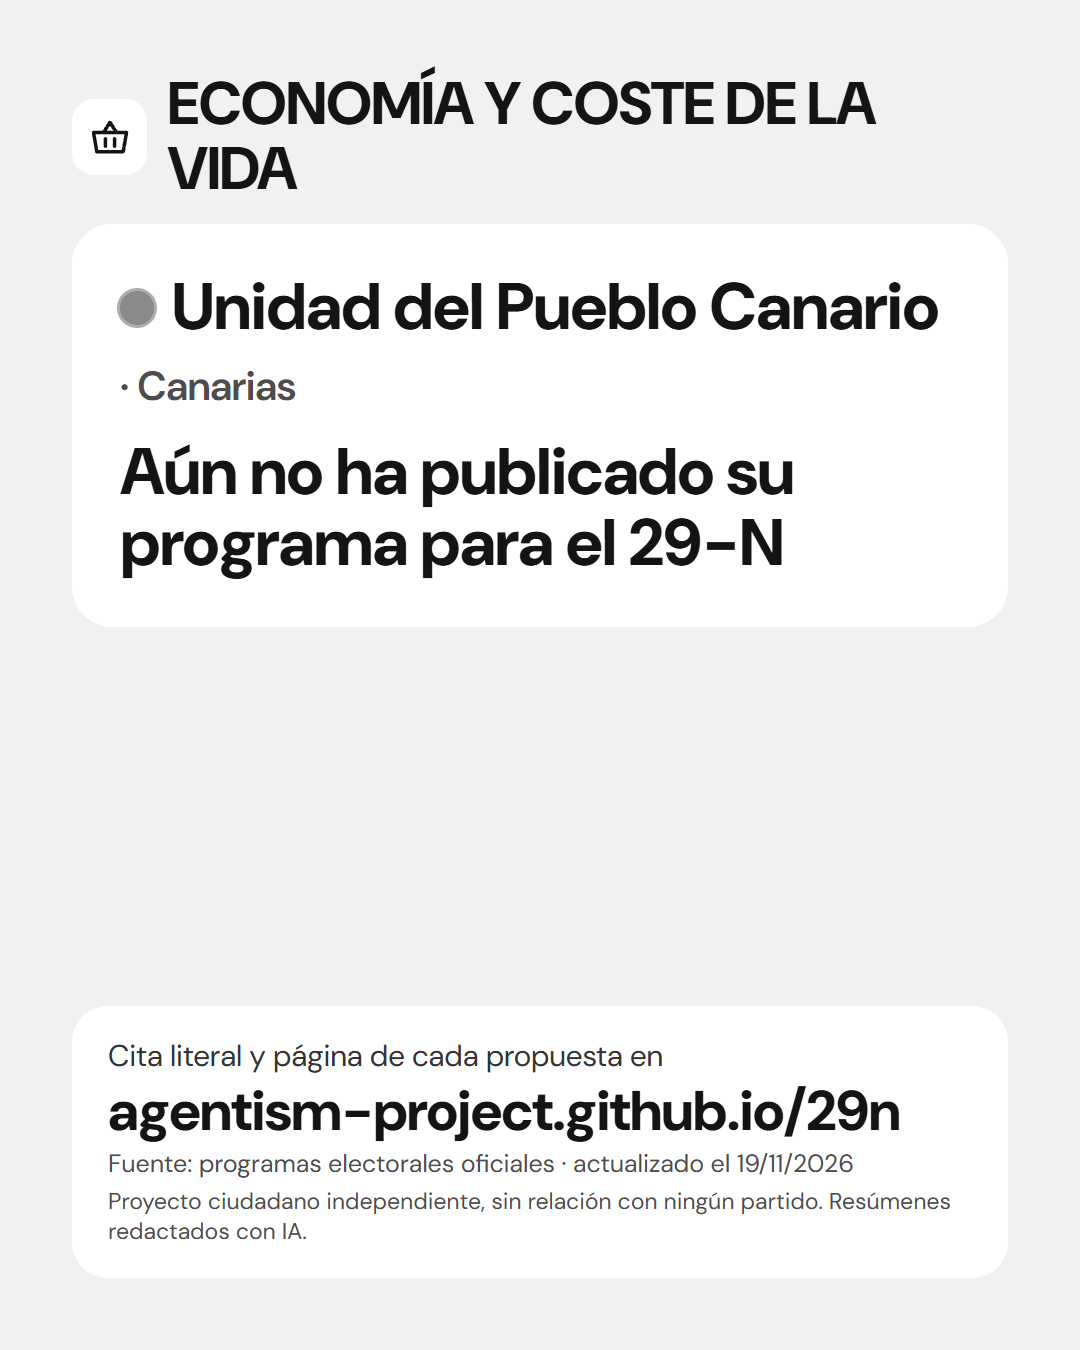 ECONOMÍA Y COSTE DE LA
VIDA
Unidad del Pueblo Canario
· Canarias
Aún no ha publicado su
programa para el 29-N
Cita literal y página de cada propuesta en
agentism-project.github.io/29n
Fuente: programas electorales oficiales · actualizado el 19/11/2026
Proyecto ciudadano independiente, sin relación con ningún partido. Resúmenes
redactados con IA.